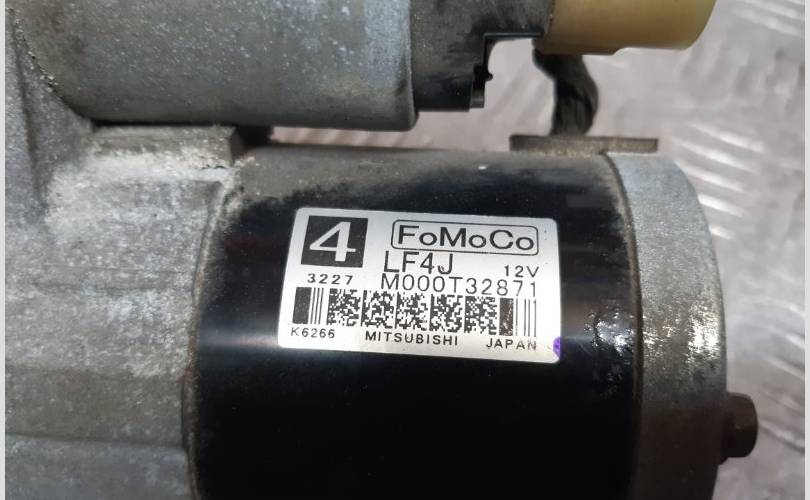 4 FoMoCo
LF4J 12V
3227 M000T32871
K6266 MITSUBISHI JAPAN